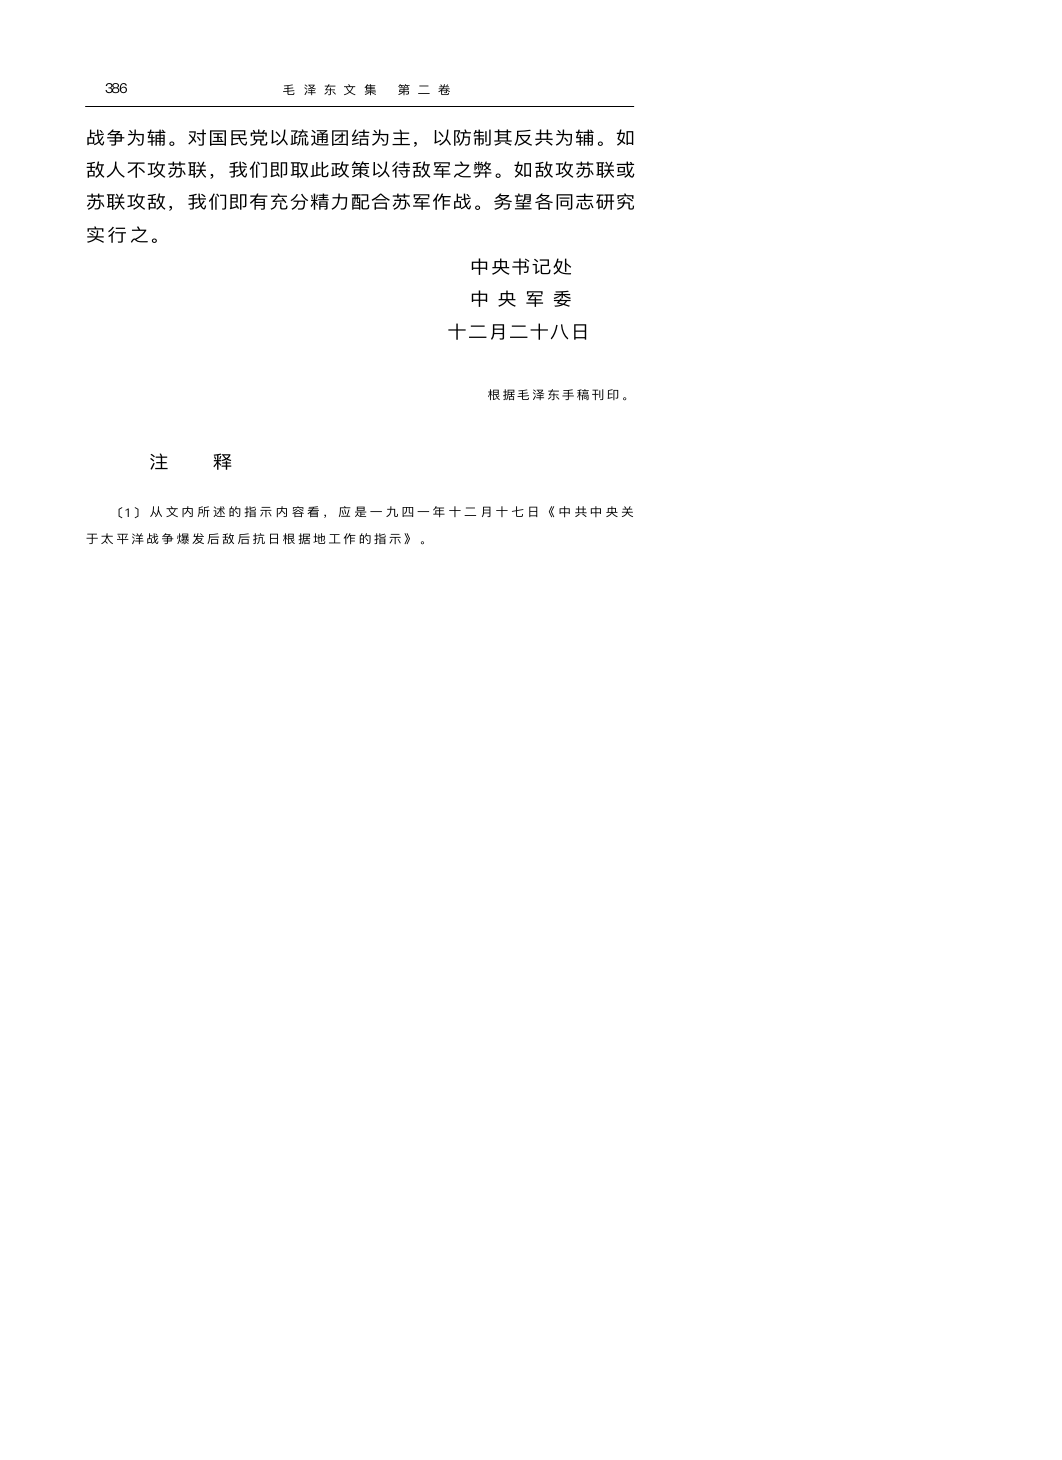 386 毛泽东文集 第二卷
战争为辅。对国民党以疏通团结为主，以防制其反共为辅。如
敌人不攻苏联，我们即取此政策以待敌军之弊。如敌攻苏联或
苏联攻敌，我们即有充分精力配合苏军作战。务望各同志研究
实行之。
中央书记处
中央军委
十二月二十八日
根据毛泽东手稿刊印。
注 释
〔1〕从文内所述的指示内容看，应是一九四一年十二月十七日《中共中央关
于太平洋战争爆发后敌后抗日根据地工作的指示》。